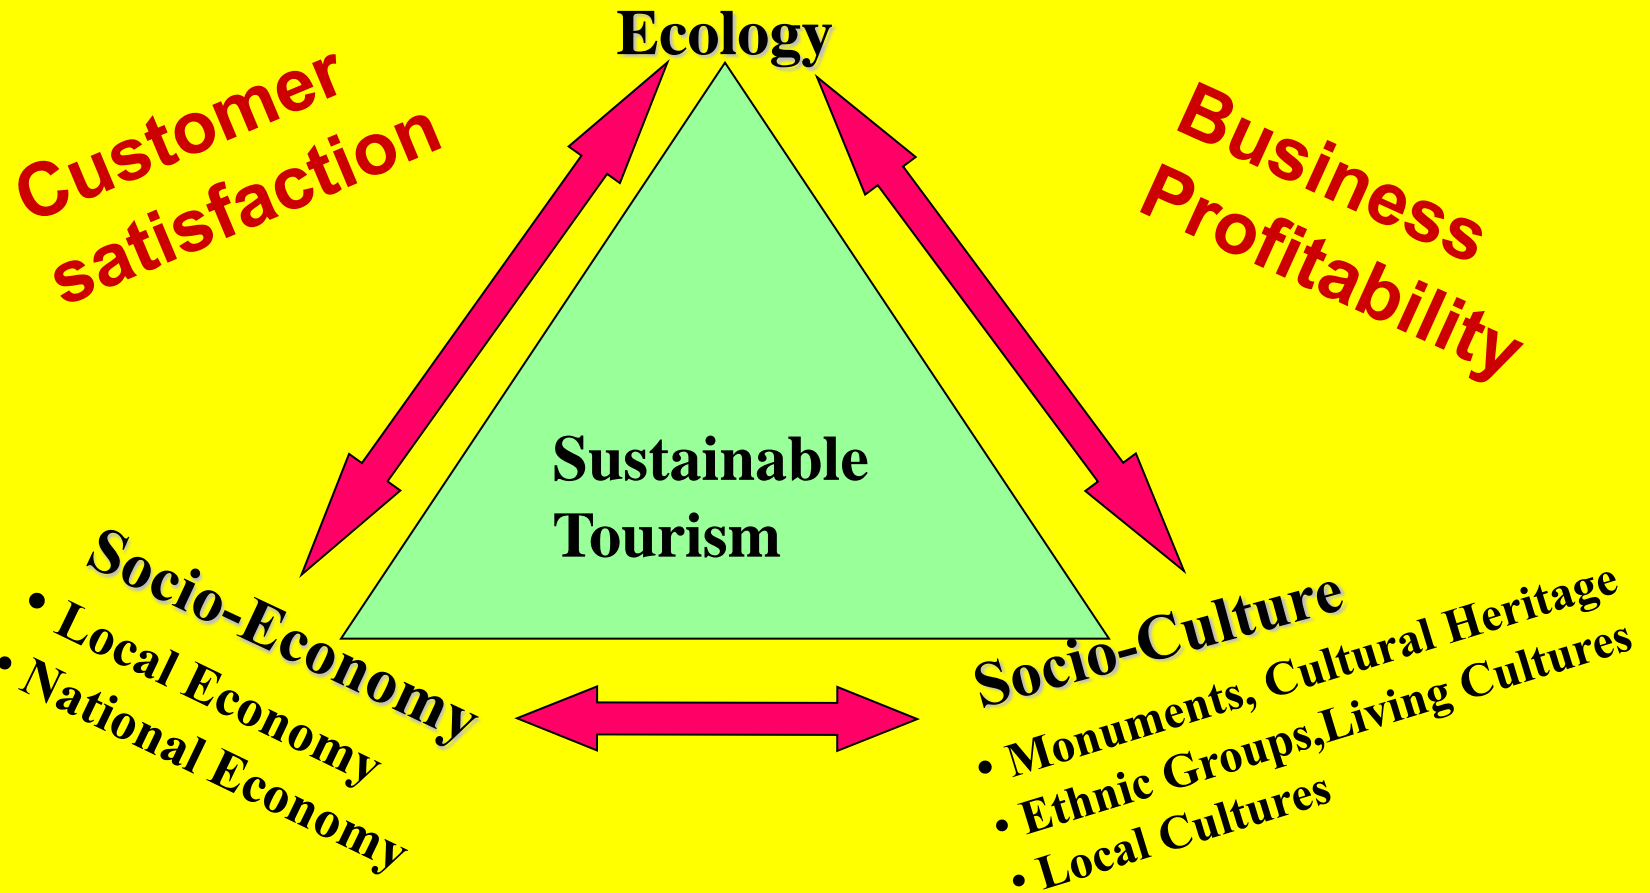 Ecology
Customer
satisfaction
Business
Profitability
Sustainable
Tourism
Socio-Economy
• Local Economy
• National Economy
Socio-Culture
• Monuments, Cultural Heritage
• Ethnic Groups,Living Cultures
• Local Cultures